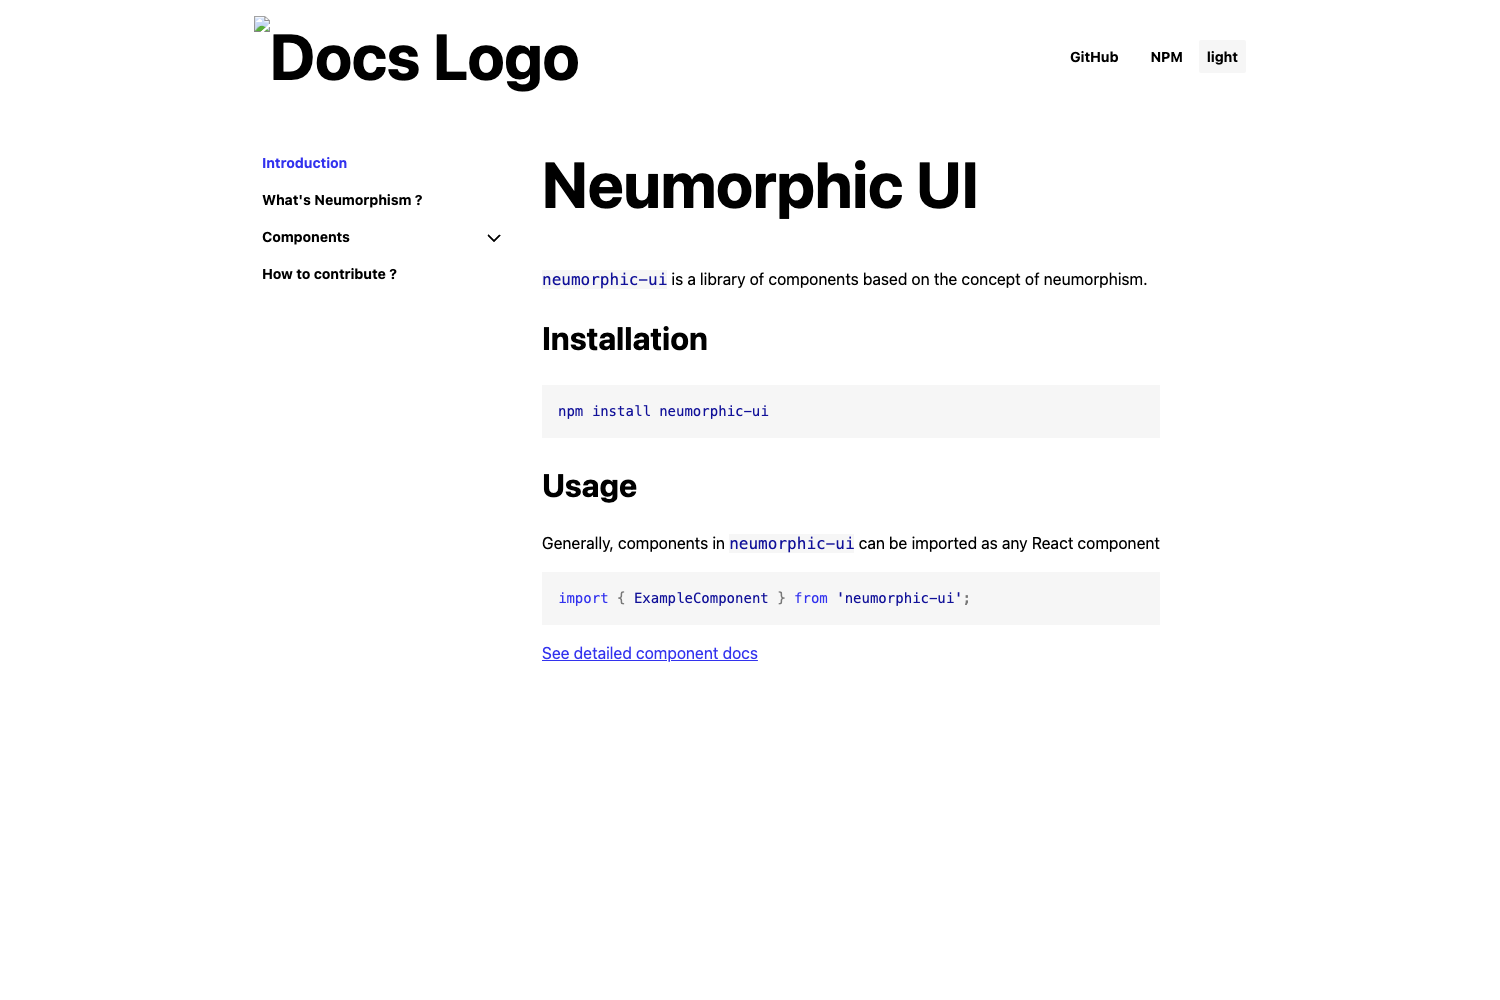 Docs Logo
GitHub NPM light
Introduction
What's Neumorphism ?
Components
How to contribute ?
Neumorphic UI
neumorphic-ui is a library of components based on the concept of neumorphism.
Installation
npm install neumorphic-ui
Usage
Generally, components in neumorphic-ui can be imported as any React component
import { ExampleComponent } from 'neumorphic-ui';
See detailed component docs